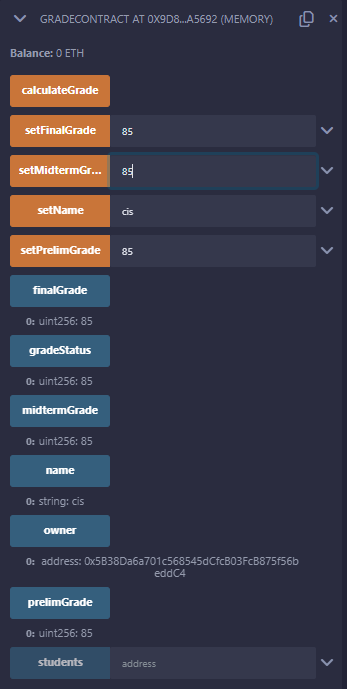 GRADECONTRACT AT 0X9D8...A5692 (MEMORY)
Balance: 0 ETH
calculateGrade
setFinalGrade 85
setMidtermGr... 85
setName cis
setPrelimGrade 85
finalGrade
0: uint256: 85
gradeStatus
0: uint256: 85
midtermGrade
0: uint256: 85
name
0: string: cis
owner
0: address: 0x5B38Da6a701c568545dCfcB03FcB875f56b
eddC4
prelimGrade
0: uint256: 85
students address